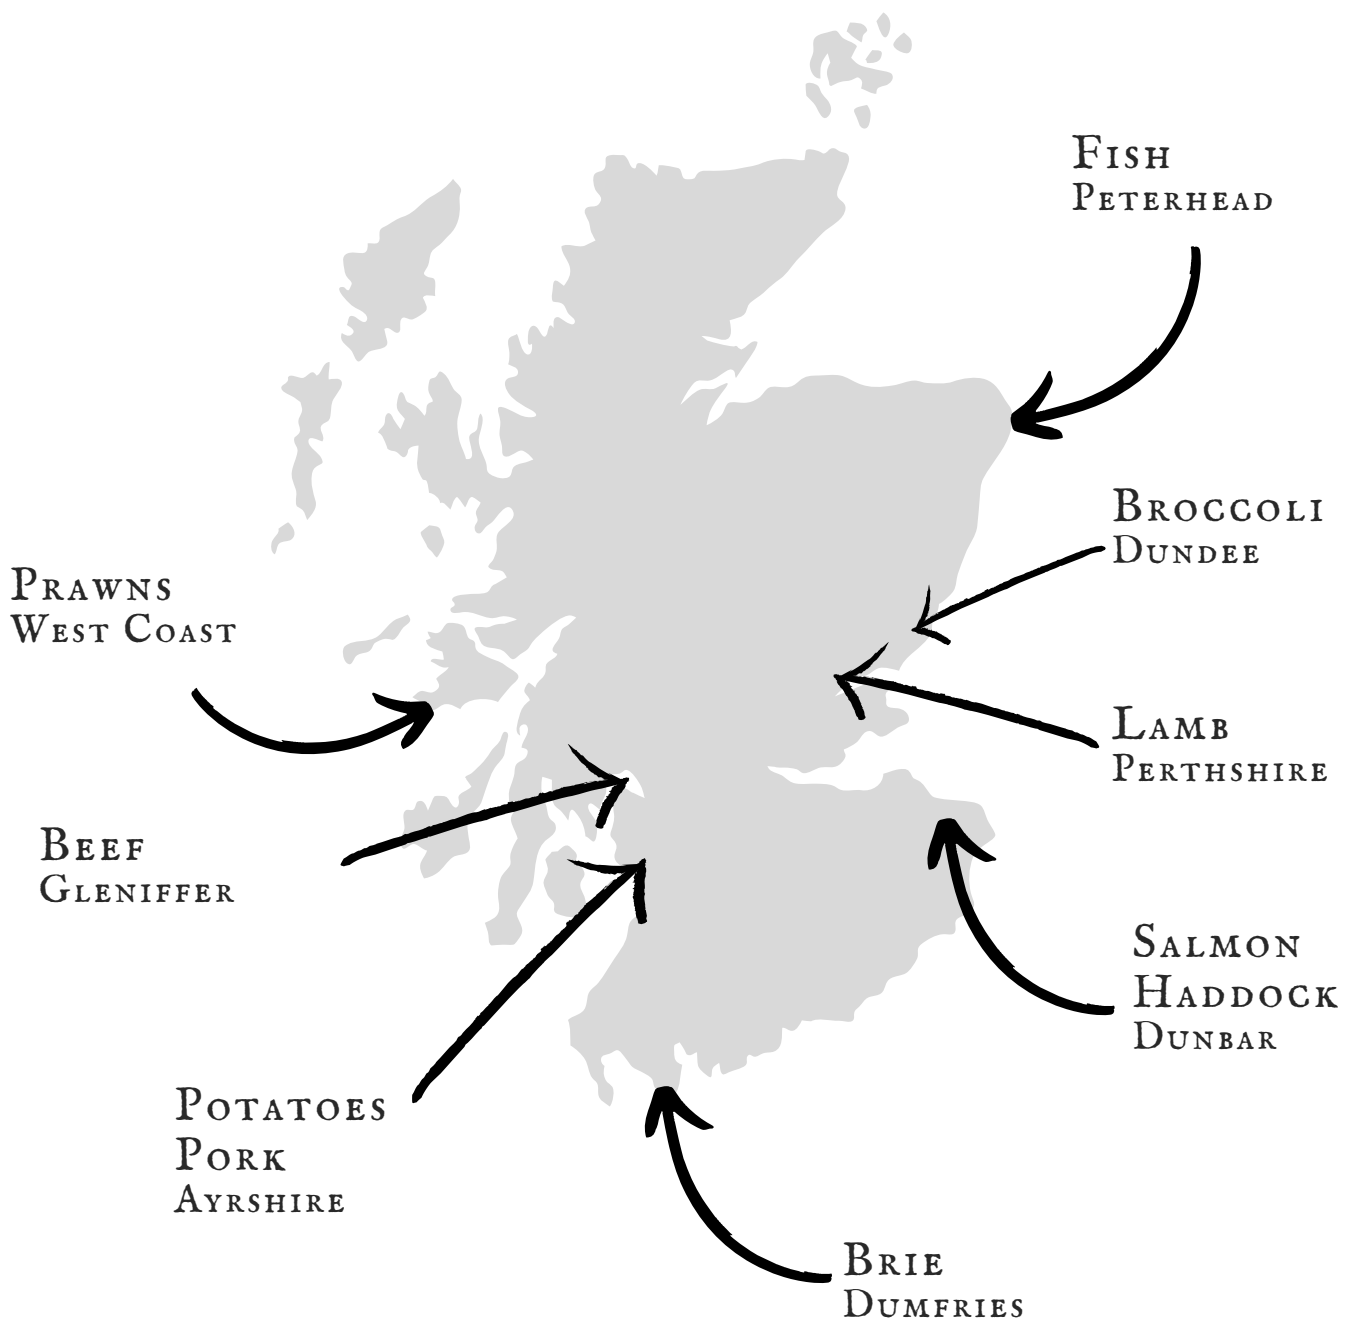 Fish
Peterhead
Broccoli
Dundee
Prawns
West Coast
Lamb
Perthshire
Beef
Gleniffer
Salmon
Haddock
Dunbar
Potatoes
Pork
Ayrshire
Brie
Dumfries